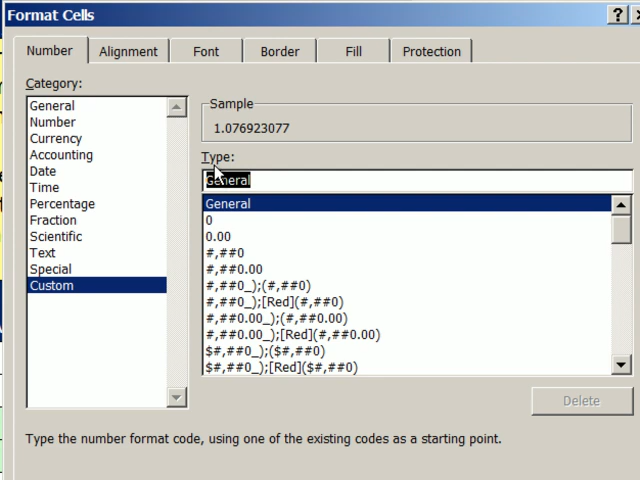 Format Cells
Number
Alignment
Font
Border
Fill
Protection
Category:
General
Number
Currency
Accounting
Date
Time
Percentage
Fraction
Scientific
Text
Special
Custom
Sample
1.076923077
Type:
General
General
0
0.00
#,##0
#,##0.00
#,##0_);(#,##0)
#,##0_);[Red](#,##0)
#,##0.00_);(#,##0.00)
#,##0.00_);[Red](#,##0.00)
$#,##0_);($#,##0)
$#,##0_);[Red]($#,##0)
Delete
Type the number format code, using one of the existing codes as a starting point.